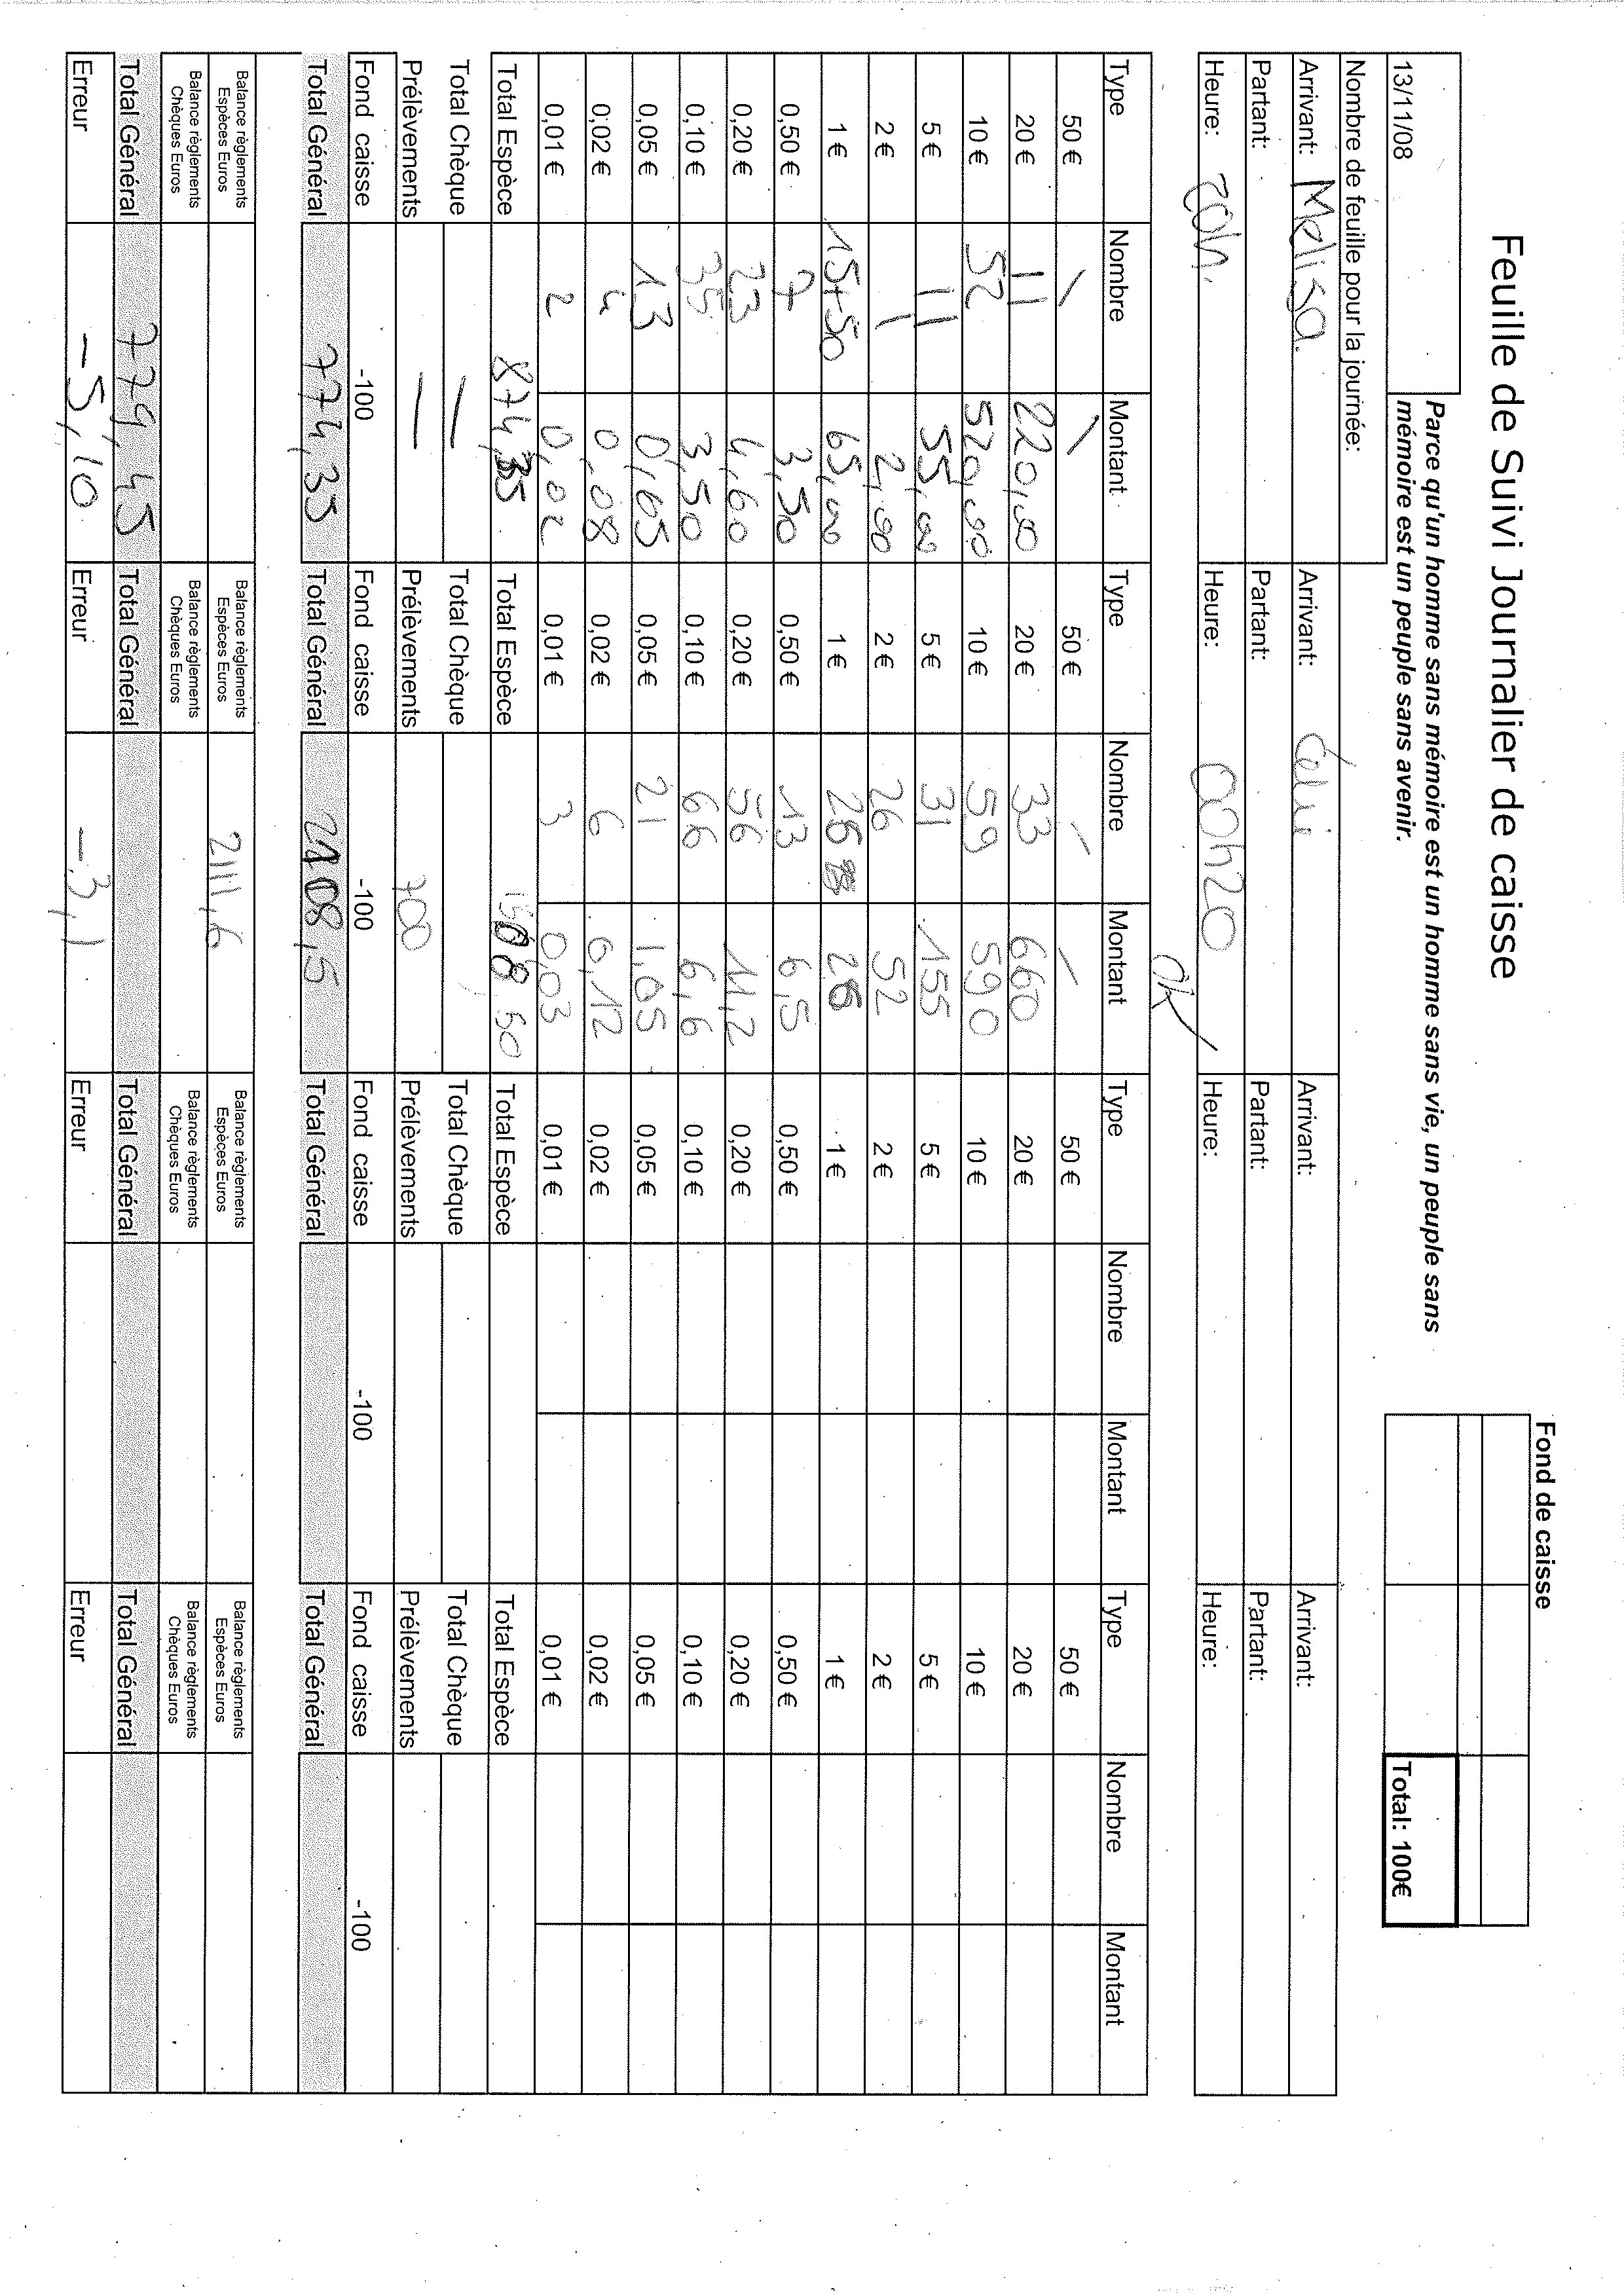 Feuille de Suivi Journalier de caisse
Fond de caisse
Total: 100€
13/11/08
Parce qu'un homme sans mémoire est un homme sans vie, un peuple sans
mémoire est un peuple sans avenir.
Nombre de feuille pour la journée:
Arrivant: Melisa. Arrivant: Arrivant: Arrivant:
Partant: Partant: Partant: Partant:
Heure: 20h. Heure: 00h20 Heure: Heure:
OK
Type Nombre Montant Type Nombre Montant Type Nombre Montant Type Nombre Montant
50 € / / 50 € / / 50 € 50 €
20 € 11 220,00 20 € 33 660 20 € 20 €
10 € 52 520,00 10 € 59 590 10 € 10 €
5 € 11 55,00 5 € 31 155 5 € 5 €
2 € 1 2,00 2 € 26 52 2 € 2 €
1 € 15+50 65,00 1 € 26 26 1 € 1 €
0,50 € 7 3,50 0,50 € 13 6,5 0,50 € 0,50 €
0,20 € 23 4,60 0,20 € 56 11,2 0,20 € 0,20 €
0,10 € 35 3,50 0,10 € 66 6,6 0,10 € 0,10 €
0,05 € 13 0,65 0,05 € 21 1,05 0,05 € 0,05 €
0,02 € 4 0,08 0,02 € 6 0,12 0,02 € 0,02 €
0,01 € 2 0,02 0,01 € 3 0,03 0,01 € 0,01 €
Total Espèce 874,35 Total Espèce 1508.50 Total Espèce Total Espèce
Total Chèque — Total Chèque Total Chèque Total Chèque
Prélèvements — Prélèvements 700 Prélèvements Prélèvements
Fond caisse -100 Fond caisse -100 Fond caisse -100 Fond caisse -100
Total Général 774,35 Total Général 2108,5 Total Général Total Général
Balance règlements Espèces Euros Balance règlements Espèces Euros 2111,6 Balance règlements Espèces Euros Balance règlements Espèces Euros
Balance règlements Chèques Euros Balance règlements Chèques Euros Balance règlements Chèques Euros Balance règlements Chèques Euros
Total Général 779,45 Total Général Total Général Total Général
Erreur -5,10 Erreur -3,1 Erreur Erreur